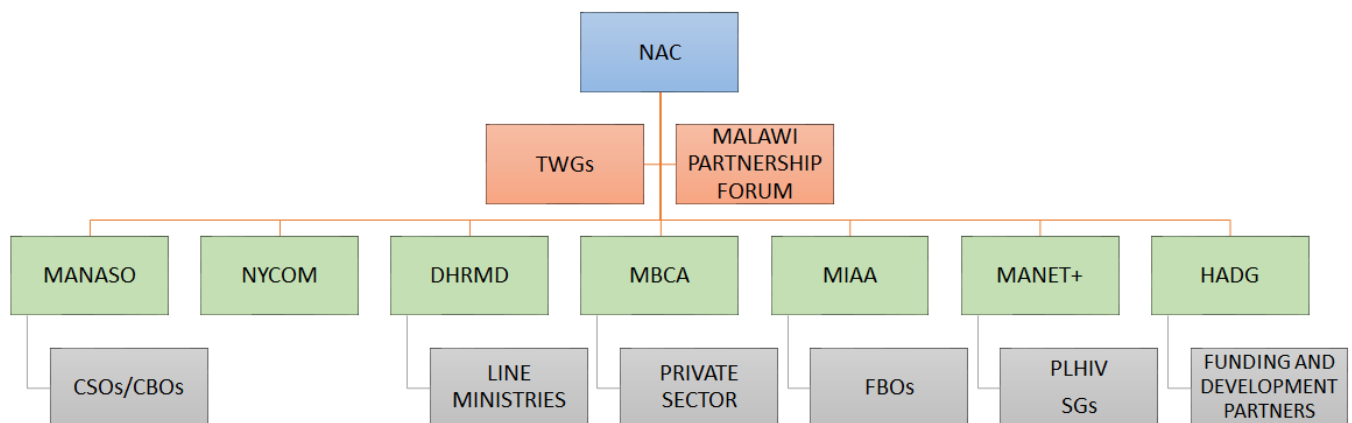 NAC
TWGs
MALAWI
PARTNERSHIP
FORUM
MANASO
NYCOM
DHRMD
MBCA
MIAA
MANET+
HADG
CSOs/CBOs
LINE
MINISTRIES
PRIVATE
SECTOR
FBOs
PLHIV
SGs
FUNDING AND
DEVELOPMENT
PARTNERS